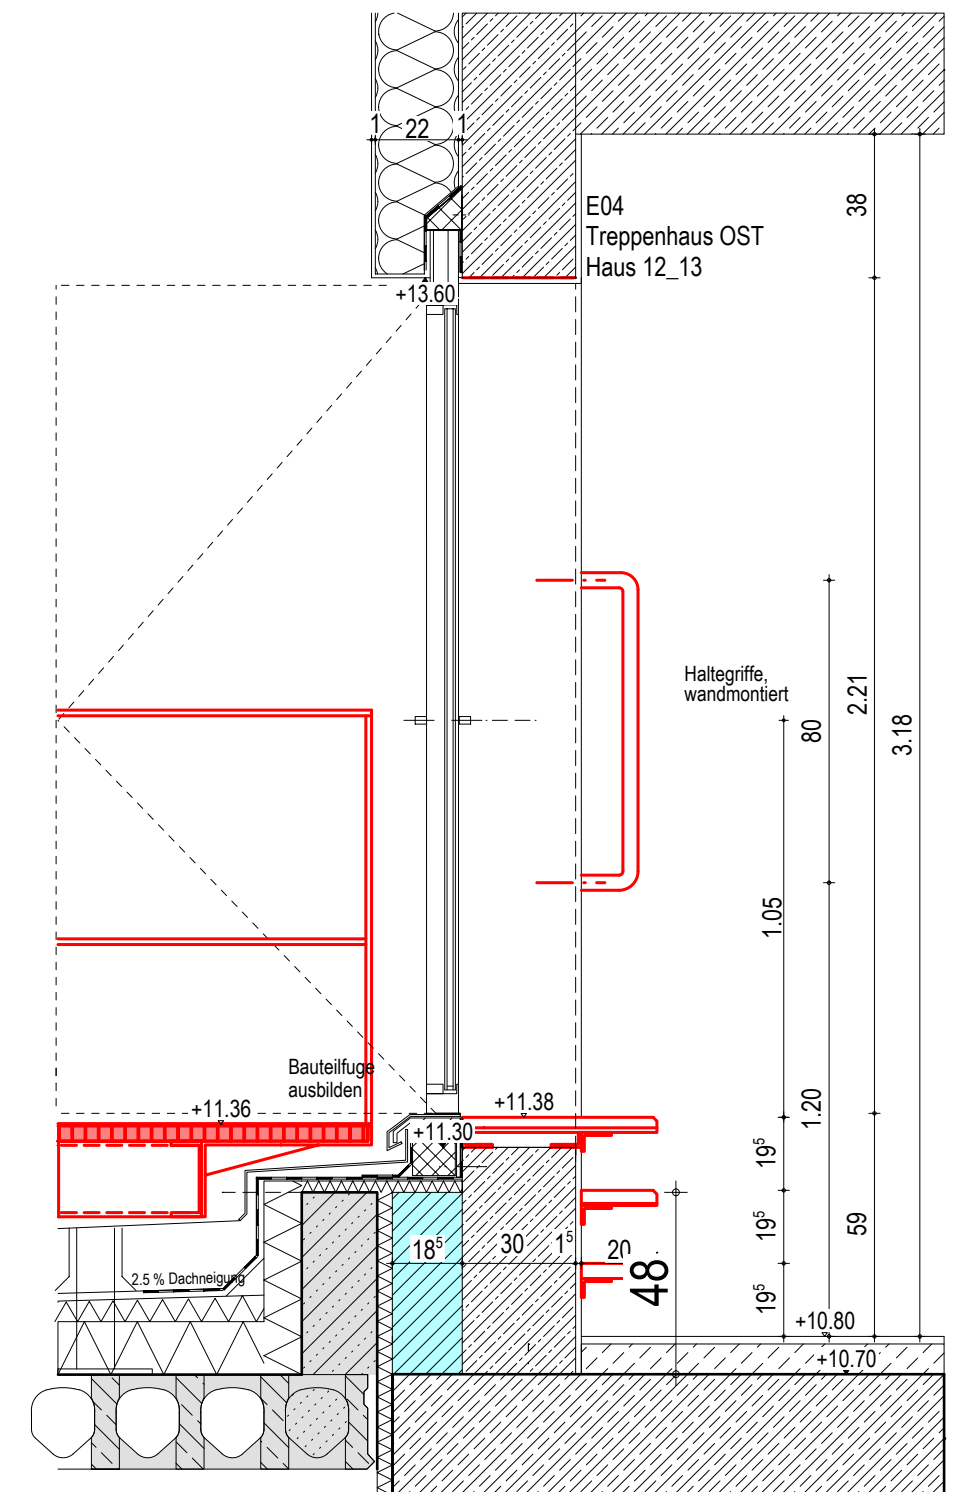 1 22 1
E04
Treppenhaus OST
Haus 12_13
38
+13.60
Haltegriffe,
wandmontiert
80
2.21
3.18
1.05
Bauteilfuge
ausbilden
+11.36
+11.38
+11.30
1.20
19⁵
19⁵
19⁵
59
18⁵ 30 1⁵ 20
48
2.5 % Dachneigung
+10.80
+10.70